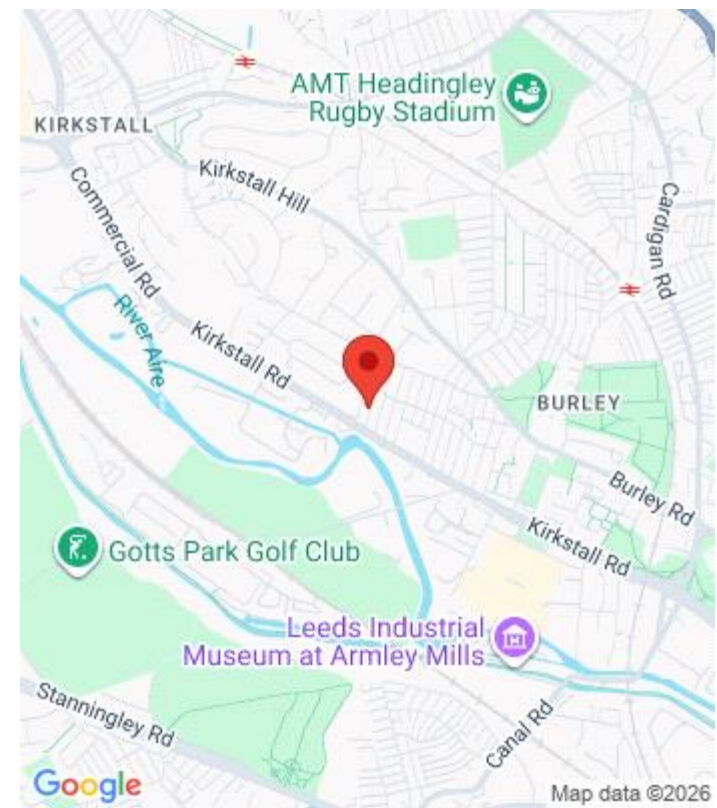 AMT Headingley
Rugby Stadium
KIRKSTALL
Kirkstall Hill
Commercial Rd
Cardigan Rd
River Aire
Kirkstall Rd
BURLEY
Burley Rd
Kirkstall Rd
Gotts Park Golf Club
Leeds Industrial
Museum at Armley Mills
Stanningley Rd
Canal Rd
Google
Map data ©2026